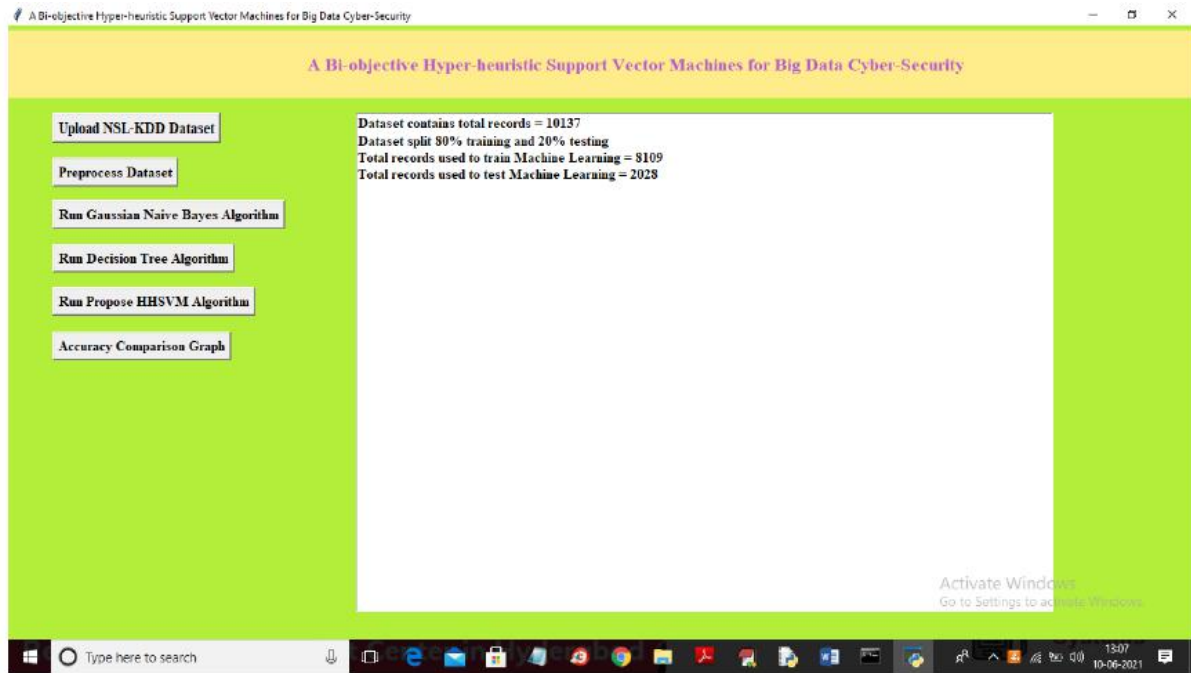 A Bi-objective Hyper-heuristic Support Vector Machines for Big Data Cyber-Security
A Bi-objective Hyper-heuristic Support Vector Machines for Big Data Cyber-Security
Upload NSL-KDD Dataset
Preprocess Dataset
Run Gaussian Naive Bayes Algorithm
Run Decision Tree Algorithm
Run Propose HHSVM Algorithm
Accuracy Comparison Graph
Dataset contains total records = 10137
Dataset split 80% training and 20% testing
Total records used to train Machine Learning = 8109
Total records used to test Machine Learning = 2028
Activate Windows
Go to Settings to activate Windows.
Type here to search
13:07
10-06-2021